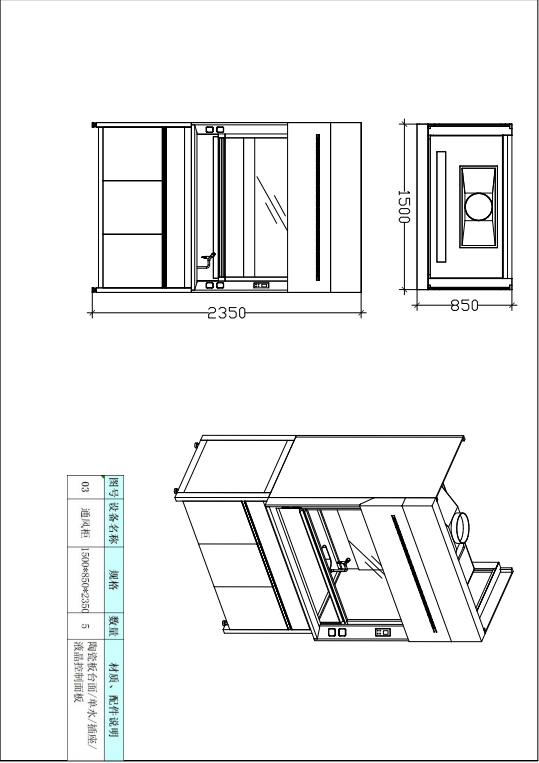 1500
850
2350
图号 设备名称 规格 数量 材质、配件说明
03 通风柜 1500*850*2350 5 陶瓷板台面/单水/插座/
液晶控制面板